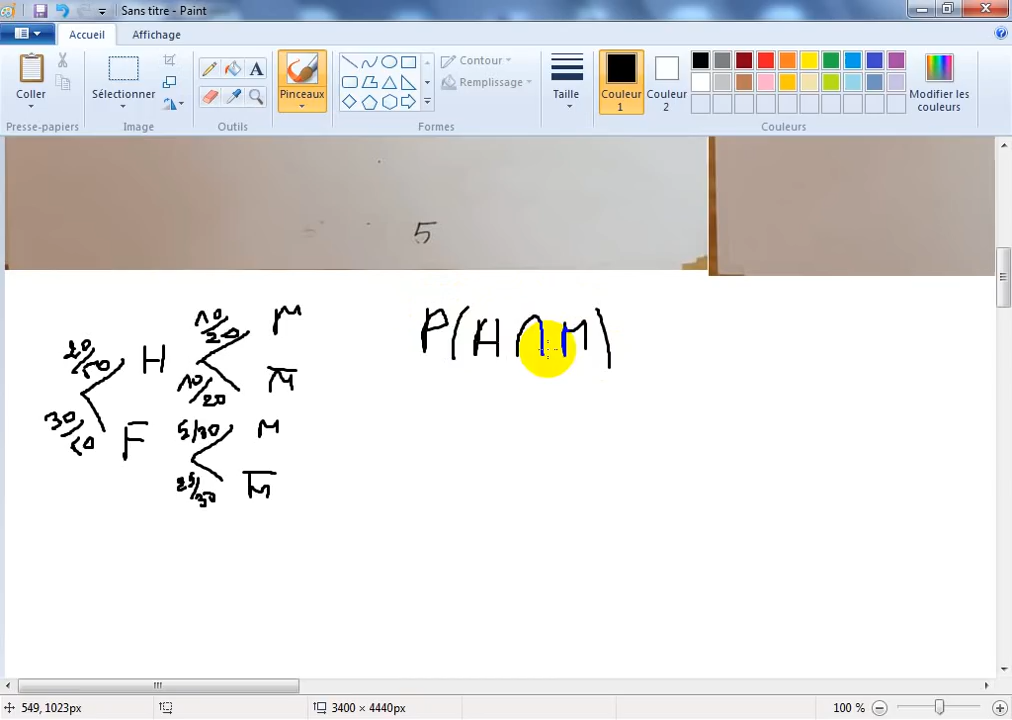 Sans titre - Paint
Accueil Affichage
Coller
Sélectionner
Pinceaux
Contour
Remplissage
Taille
Couleur 1
Couleur 2
Modifier les couleurs
Presse-papiers Image Outils Formes Couleurs
5
10/20 M
20/50 H P(H∩M)
10/20 M̅
30/50 F 5/30 M
25/30 M̅
549, 1023px 3400 × 4440px 100 %